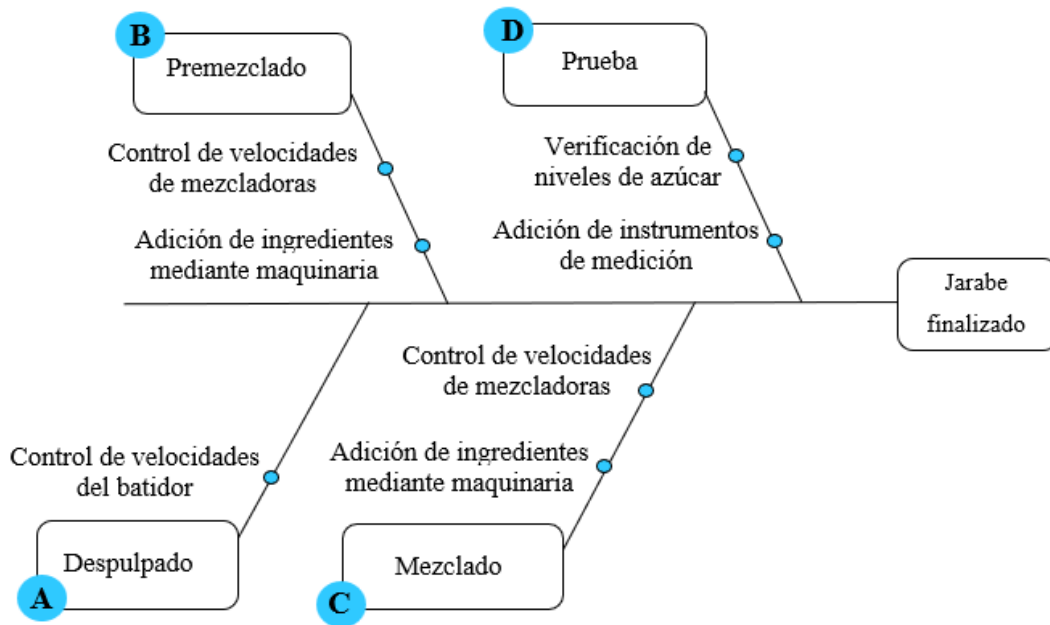 B
Premezclado
Control de velocidades
de mezcladoras
Adición de ingredientes
mediante maquinaria
D
Prueba
Verificación de
niveles de azúcar
Adición de instrumentos
de medición
Jarabe
finalizado
Control de velocidades
del batidor
Despulpado
A
Control de velocidades
de mezcladoras
Adición de ingredientes
mediante maquinaria
Mezclado
C